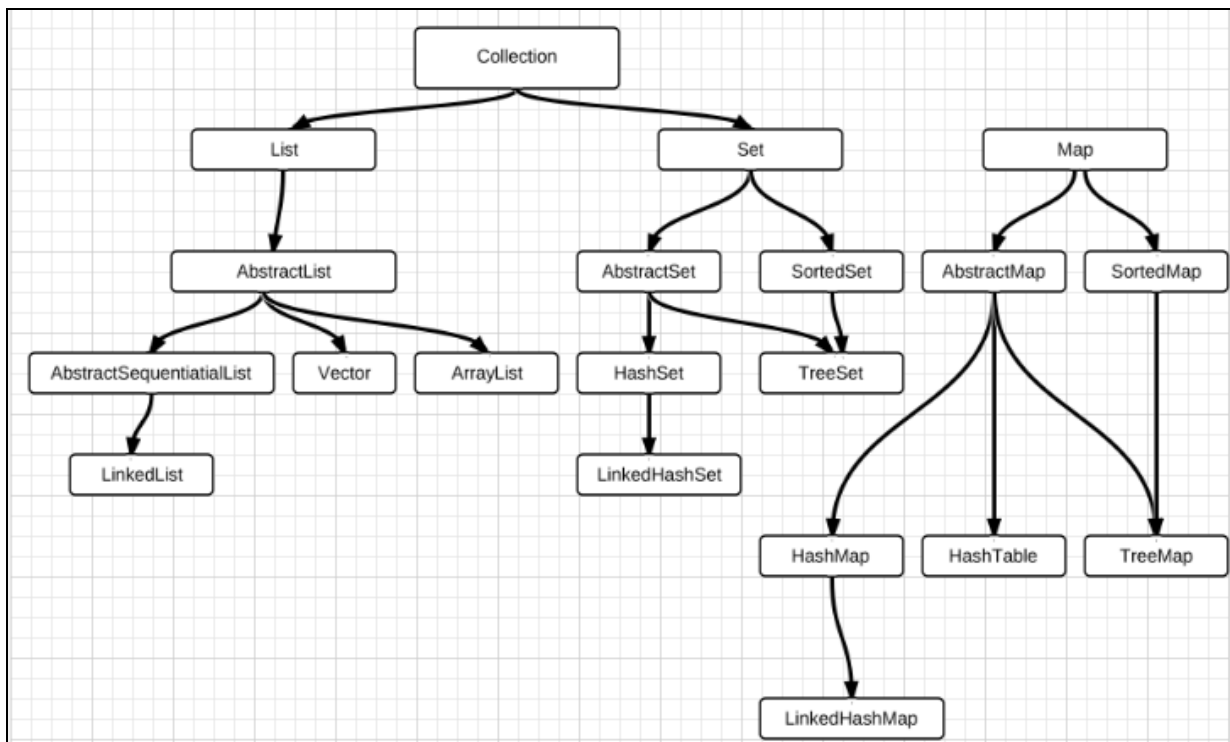 Collection
List
Set
Map
AbstractList
AbstractSet
SortedSet
AbstractMap
SortedMap
AbstractSequentiatialList
Vector
ArrayList
HashSet
TreeSet
LinkedList
LinkedHashSet
HashMap
HashTable
TreeMap
LinkedHashMap